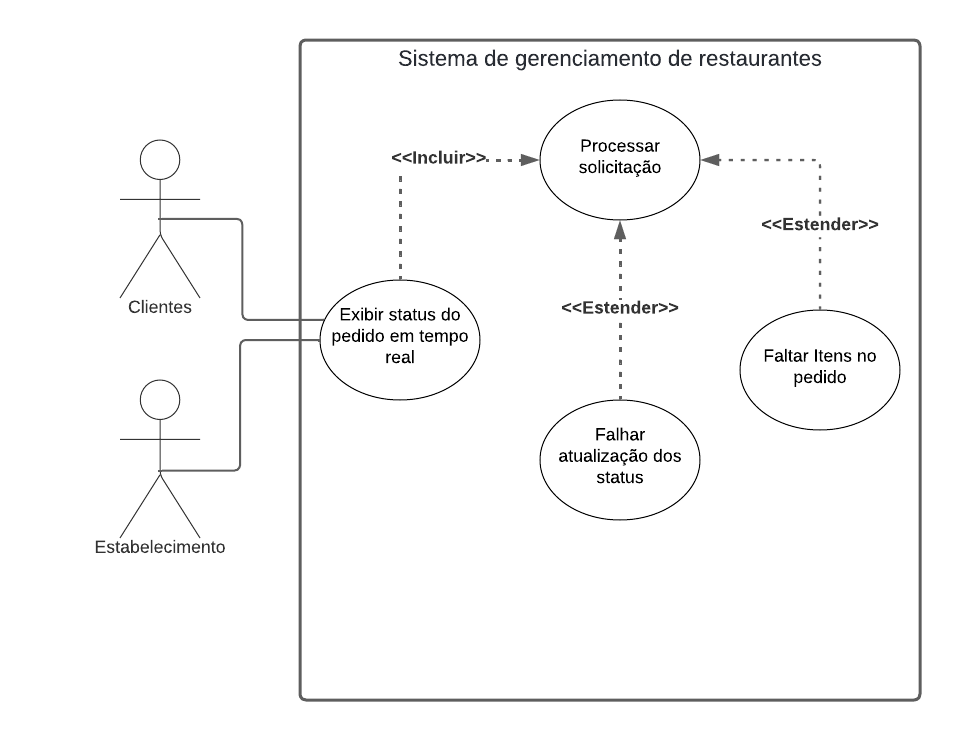 Sistema de gerenciamento de restaurantes
<<Incluir>>
Processar
solicitação
<<Estender>>
Clientes
Exibir status do
pedido em tempo
real
<<Estender>>
Faltar Itens no
pedido
Falhar
atualização dos
status
Estabelecimento